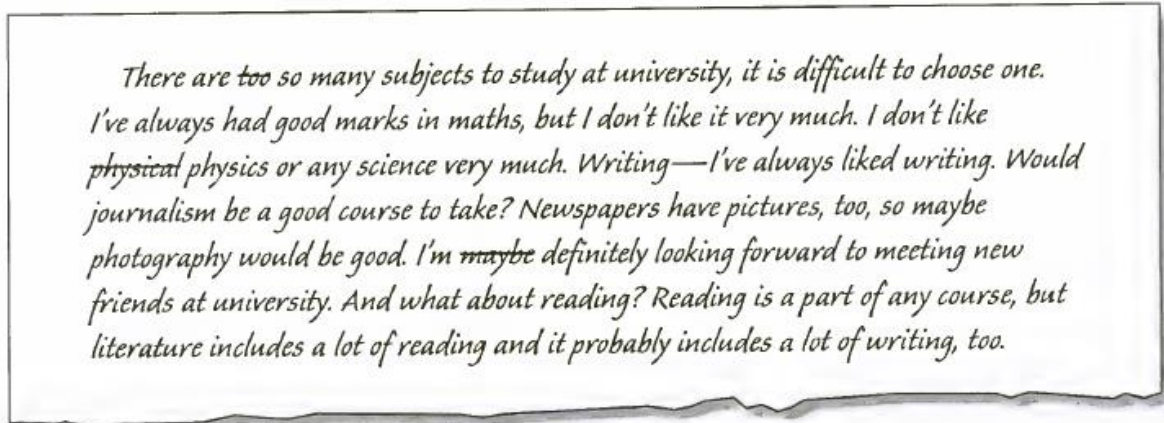 There are too so many subjects to study at university, it is difficult to choose one.
I've always had good marks in maths, but I don't like it very much. I don't like
physical physics or any science very much. Writing—I've always liked writing. Would
journalism be a good course to take? Newspapers have pictures, too, so maybe
photography would be good. I'm maybe definitely looking forward to meeting new
friends at university. And what about reading? Reading is a part of any course, but
literature includes a lot of reading and it probably includes a lot of writing, too.